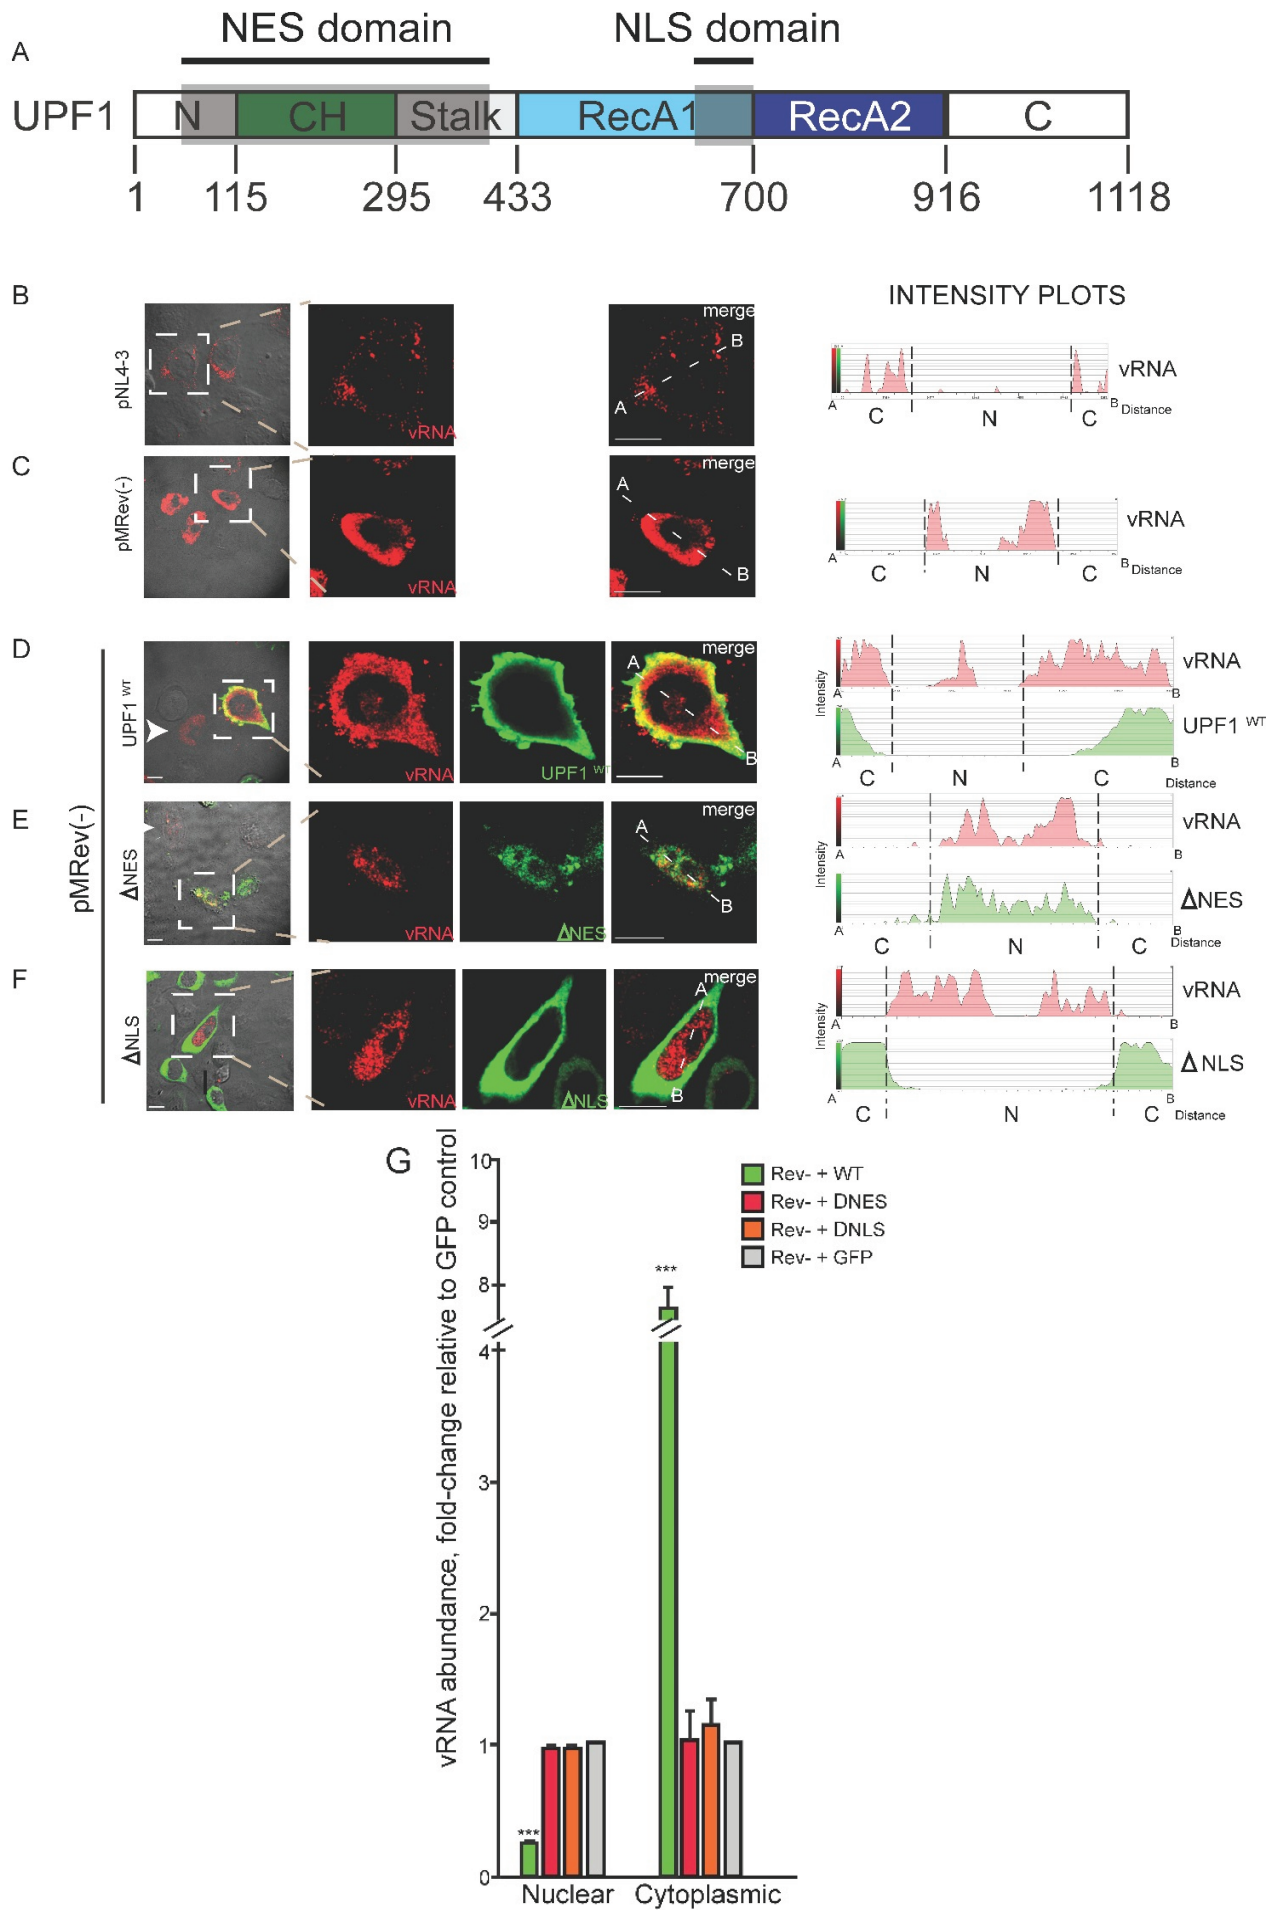 A
NES domain
NLS domain
UPF1
N
CH
Stalk
RecA1
RecA2
C
1
115
295
433
700
916
1118
B
INTENSITY PLOTS
pNL4-3
vRNA
merge
A
B
vRNA
A
B
Distance
C
N
C
C
pMRev(-)
vRNA
merge
A
B
vRNA
A
B
Distance
C
N
C
pMRev(-)
D
UPF1 WT
vRNA
UPF1 WT
merge
A
B
Intensity
vRNA
A
B
UPF1 WT
A
B
C
N
C
Distance
E
ΔNES
vRNA
ΔNES
merge
A
B
Intensity
vRNA
A
B
ΔNES
A
B
C
N
C
Distance
F
ΔNLS
vRNA
ΔNLS
merge
A
B
Intensity
vRNA
A
B
ΔNLS
A
B
C
N
C
Distance
G
vRNA abundance, fold-change relative to GFP control
10
9
8
4
3
2
1
0
Rev- + WT
Rev- + DNES
Rev- + DNLS
Rev- + GFP
***
***
Nuclear
Cytoplasmic